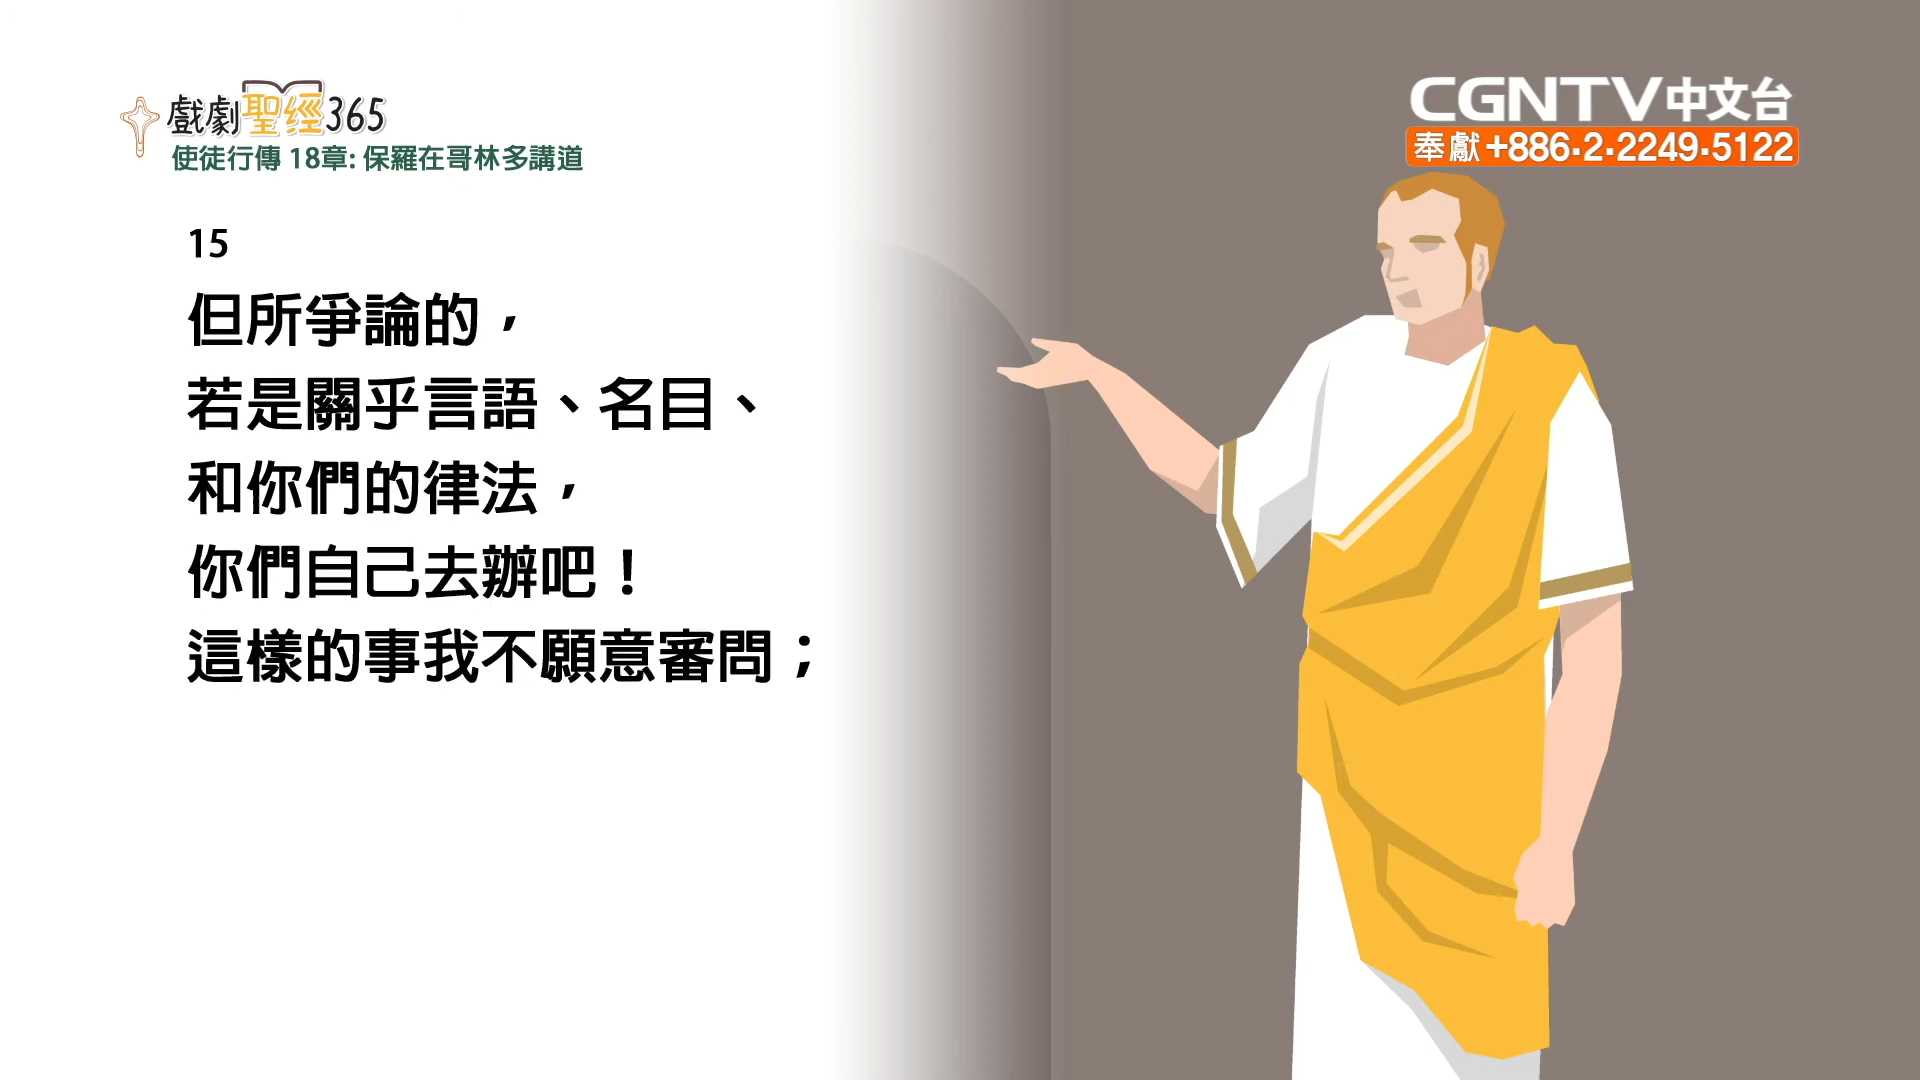 戲劇聖經365
使徒行傳 18章: 保羅在哥林多講道
CGNTV中文台
奉獻 +886·2·2249·5122
15
但所爭論的，
若是關乎言語、名目、
和你們的律法，
你們自己去辦吧！
這樣的事我不願意審問；